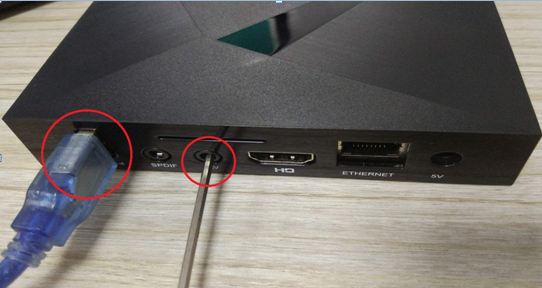 SPDIF
HD
ETHERNET
5V